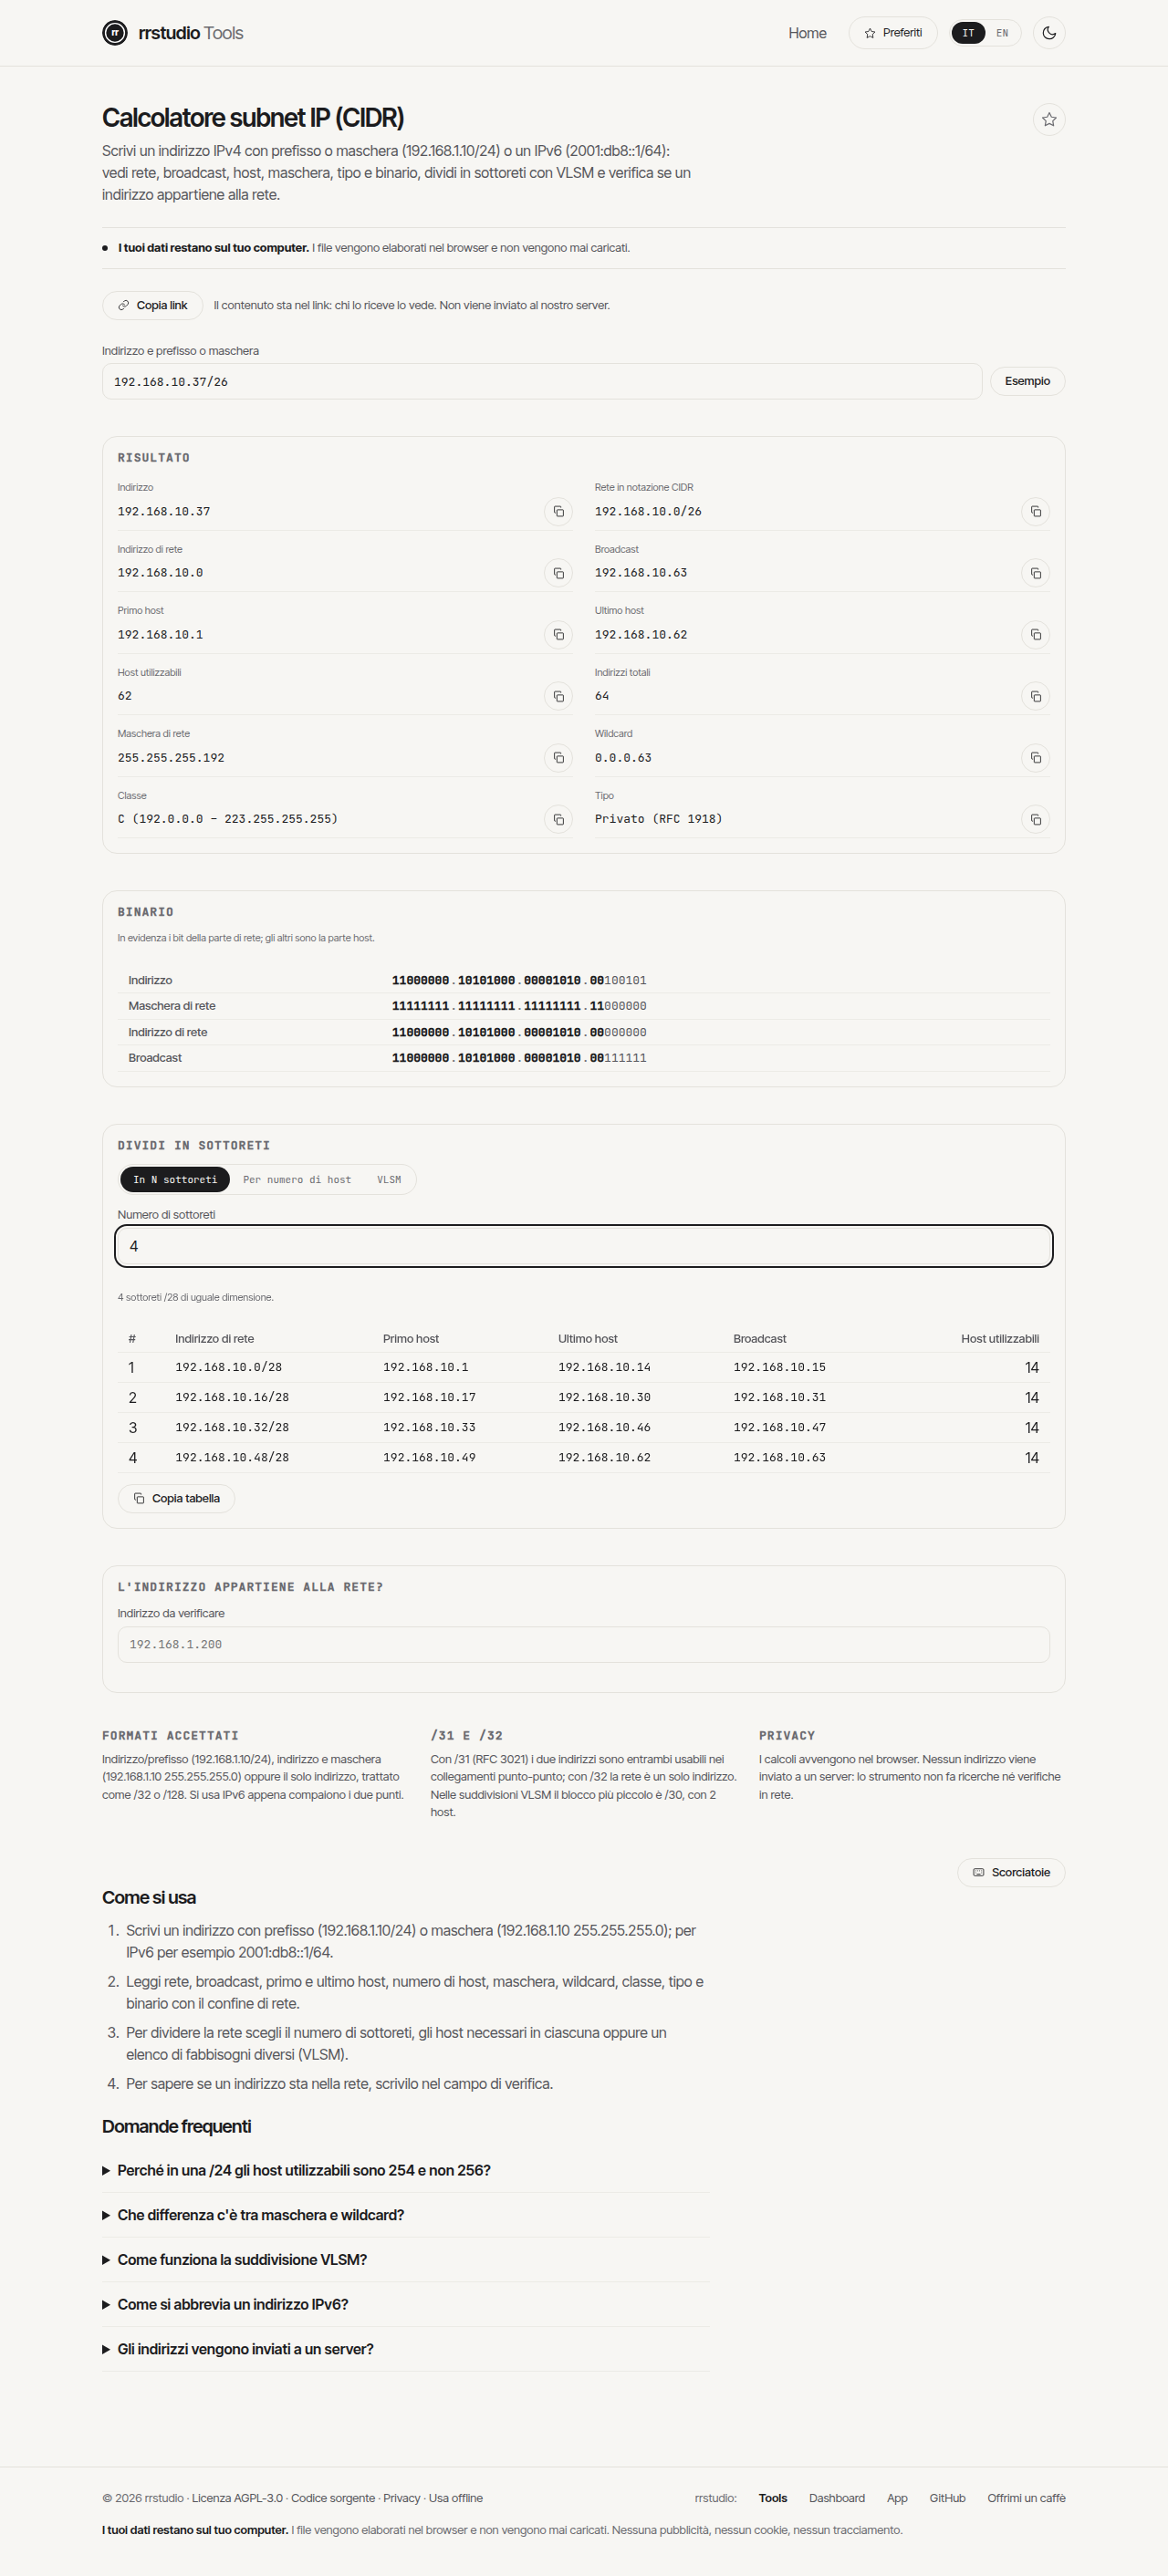 rr rrstudio Tools
Home Preferiti IT EN
Calcolatore subnet IP (CIDR)
Scrivi un indirizzo IPv4 con prefisso o maschera (192.168.1.10/24) o un IPv6 (2001:db8::1/64):
vedi rete, broadcast, host, maschera, tipo e binario, dividi in sottoreti con VLSM e verifica se un
indirizzo appartiene alla rete.
I tuoi dati restano sul tuo computer. I file vengono elaborati nel browser e non vengono mai caricati.
Copia link Il contenuto sta nel link: chi lo riceve lo vede. Non viene inviato al nostro server.
Indirizzo e prefisso o maschera
192.168.10.37/26 Esempio
RISULTATO
Indirizzo Rete in notazione CIDR
192.168.10.37 192.168.10.0/26
Indirizzo di rete Broadcast
192.168.10.0 192.168.10.63
Primo host Ultimo host
192.168.10.1 192.168.10.62
Host utilizzabili Indirizzi totali
62 64
Maschera di rete Wildcard
255.255.255.192 0.0.0.63
Classe Tipo
C (192.0.0.0 – 223.255.255.255) Privato (RFC 1918)
BINARIO
In evidenza i bit della parte di rete; gli altri sono la parte host.
Indirizzo 11000000.10101000.00001010.00100101
Maschera di rete 11111111.11111111.11111111.11000000
Indirizzo di rete 11000000.10101000.00001010.00000000
Broadcast 11000000.10101000.00001010.00111111
DIVIDI IN SOTTORETI
In N sottoreti Per numero di host VLSM
Numero di sottoreti
4
4 sottoreti /28 di uguale dimensione.
# Indirizzo di rete Primo host Ultimo host Broadcast Host utilizzabili
1 192.168.10.0/28 192.168.10.1 192.168.10.14 192.168.10.15 14
2 192.168.10.16/28 192.168.10.17 192.168.10.30 192.168.10.31 14
3 192.168.10.32/28 192.168.10.33 192.168.10.46 192.168.10.47 14
4 192.168.10.48/28 192.168.10.49 192.168.10.62 192.168.10.63 14
Copia tabella
L'INDIRIZZO APPARTIENE ALLA RETE?
Indirizzo da verificare
192.168.1.200
FORMATI ACCETTATI
Indirizzo/prefisso (192.168.1.10/24), indirizzo e maschera
(192.168.1.10 255.255.255.0) oppure il solo indirizzo, trattato
come /32 o /128. Si usa IPv6 appena compaiono i due punti.
/31 E /32
Con /31 (RFC 3021) i due indirizzi sono entrambi usabili nei
collegamenti punto-punto; con /32 la rete è un solo indirizzo.
Nelle suddivisioni VLSM il blocco più piccolo è /30, con 2
host.
PRIVACY
I calcoli avvengono nel browser. Nessun indirizzo viene
inviato a un server: lo strumento non fa ricerche né verifiche
in rete.
Scorciatoie
Come si usa
1. Scrivi un indirizzo con prefisso (192.168.1.10/24) o maschera (192.168.1.10 255.255.255.0); per
IPv6 per esempio 2001:db8::1/64.
2. Leggi rete, broadcast, primo e ultimo host, numero di host, maschera, wildcard, classe, tipo e
binario con il confine di rete.
3. Per dividere la rete scegli il numero di sottoreti, gli host necessari in ciascuna oppure un
elenco di fabbisogni diversi (VLSM).
4. Per sapere se un indirizzo sta nella rete, scrivilo nel campo di verifica.
Domande frequenti
Perché in una /24 gli host utilizzabili sono 254 e non 256?
Che differenza c'è tra maschera e wildcard?
Come funziona la suddivisione VLSM?
Come si abbrevia un indirizzo IPv6?
Gli indirizzi vengono inviati a un server?
© 2026 rrstudio · Licenza AGPL-3.0 · Codice sorgente · Privacy · Usa offline
rrstudio: Tools Dashboard App GitHub Offrimi un caffè
I tuoi dati restano sul tuo computer. I file vengono elaborati nel browser e non vengono mai caricati. Nessuna pubblicità, nessun cookie, nessun tracciamento.